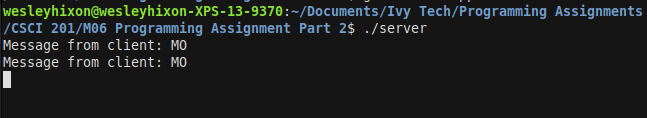 wesleyhixon@wesleyhixon-XPS-13-9370:~/Documents/Ivy Tech/Programming Assignments
/CSCI 201/M06 Programming Assignment Part 2$ ./server
Message from client: MO
Message from client: MO